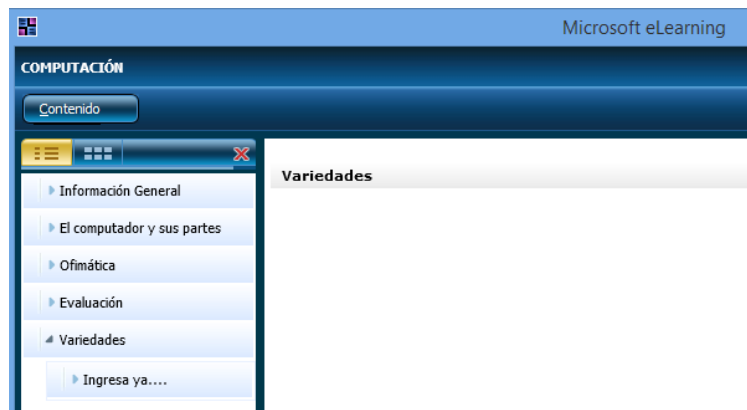 Microsoft eLearning
COMPUTACIÓN
Contenido
Variedades
Información General
El computador y sus partes
Ofimática
Evaluación
Variedades
Ingresa ya....